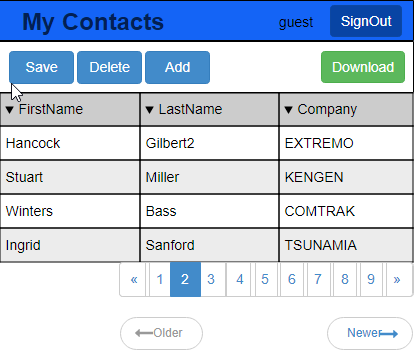 My Contacts guest SignOut
Save Delete Add Download
▼ FirstName ▼ LastName ▼ Company
Hancock Gilbert2 EXTREMO
Stuart Miller KENGEN
Winters Bass COMTRAK
Ingrid Sanford TSUNAMIA
« 1 2 3 4 5 6 7 8 9 »
Older Newer